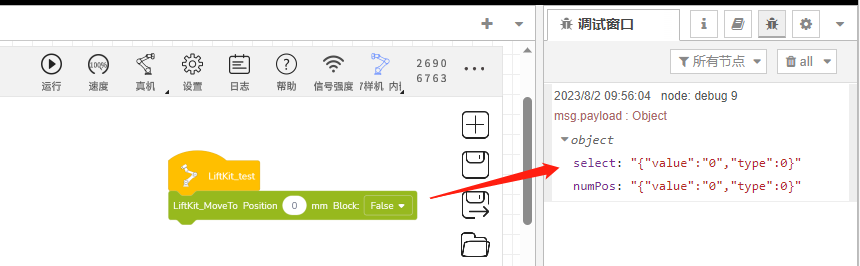 调试窗口
所有节点
all
100%
运行
速度
真机
设置
日志
帮助
信号强度
样机 内
2690
6763
2023/8/2 09:56:04 node: debug 9
msg.payload : Object
object
select: "{"value":"0","type":0}"
numPos: "{"value":"0","type":0}"
LiftKit_test
LiftKit_MoveTo Position 0 mm Block: False